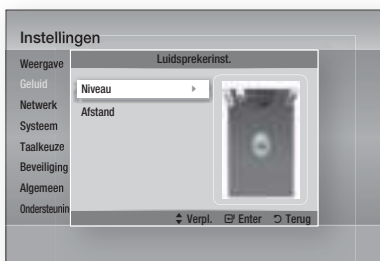 Instellingen
Luidsprekerinst.
Weergave
Geluid
Netwerk
Systeem
Taalkeuze
Beveiliging
Algemeen
Ondersteunin
Niveau
Afstand
Verpl. Enter Terug